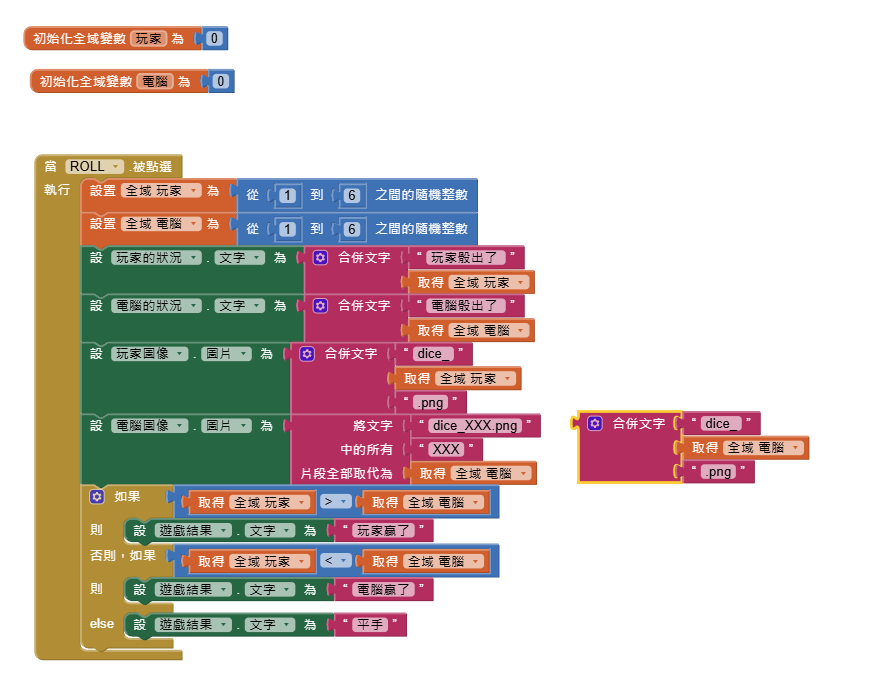 初始化全域變數 玩家 為 0
初始化全域變數 電腦 為 0
當 ROLL .被點選
執行 設置 全域 玩家 為 從 1 到 6 之間的隨機整數
設置 全域 電腦 為 從 1 到 6 之間的隨機整數
設 玩家的狀況 . 文字 為 合併文字 “ 玩家骰出了 ”
取得 全域 玩家
設 電腦的狀況 . 文字 為 合併文字 “ 電腦骰出了 ”
取得 全域 電腦
設 玩家圖像 . 圖片 為 合併文字 “ dice_ ”
取得 全域 玩家
“ .png ”
設 電腦圖像 . 圖片 為 將文字 “ dice_XXX.png ”
中的所有 “ XXX ”
片段全部取代為 取得 全域 電腦
合併文字 “ dice_ ”
取得 全域 電腦
“ .png ”
如果 取得 全域 玩家 > 取得 全域 電腦
則 設 遊戲結果 . 文字 為 “ 玩家贏了 ”
否則，如果 取得 全域 玩家 < 取得 全域 電腦
則 設 遊戲結果 . 文字 為 “ 電腦贏了 ”
else 設 遊戲結果 . 文字 為 “ 平手 ”